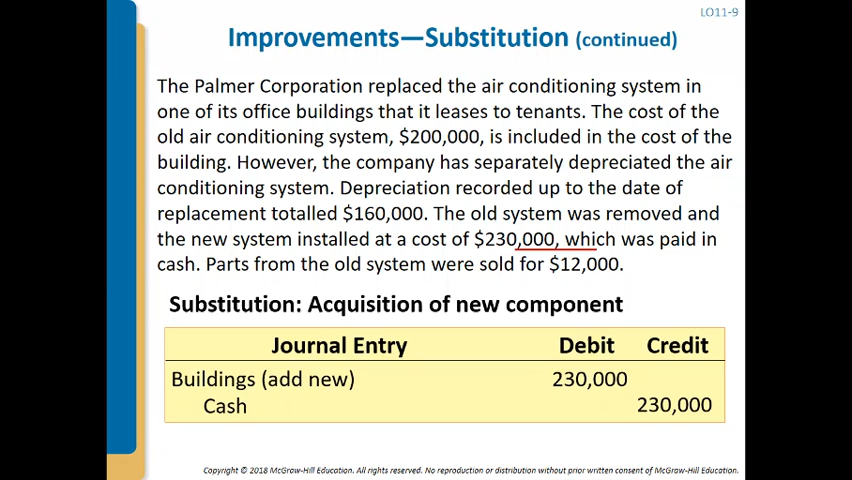 LO11-9
Improvements—Substitution (continued)
The Palmer Corporation replaced the air conditioning system in
one of its office buildings that it leases to tenants. The cost of the
old air conditioning system, $200,000, is included in the cost of the
building. However, the company has separately depreciated the air
conditioning system. Depreciation recorded up to the date of
replacement totalled $160,000. The old system was removed and
the new system installed at a cost of $230,000, which was paid in
cash. Parts from the old system were sold for $12,000.
Substitution: Acquisition of new component
Journal Entry Debit Credit
Buildings (add new) 230,000
Cash 230,000
Copyright © 2018 McGraw-Hill Education. All rights reserved. No reproduction or distribution without prior written consent of McGraw-Hill Education.